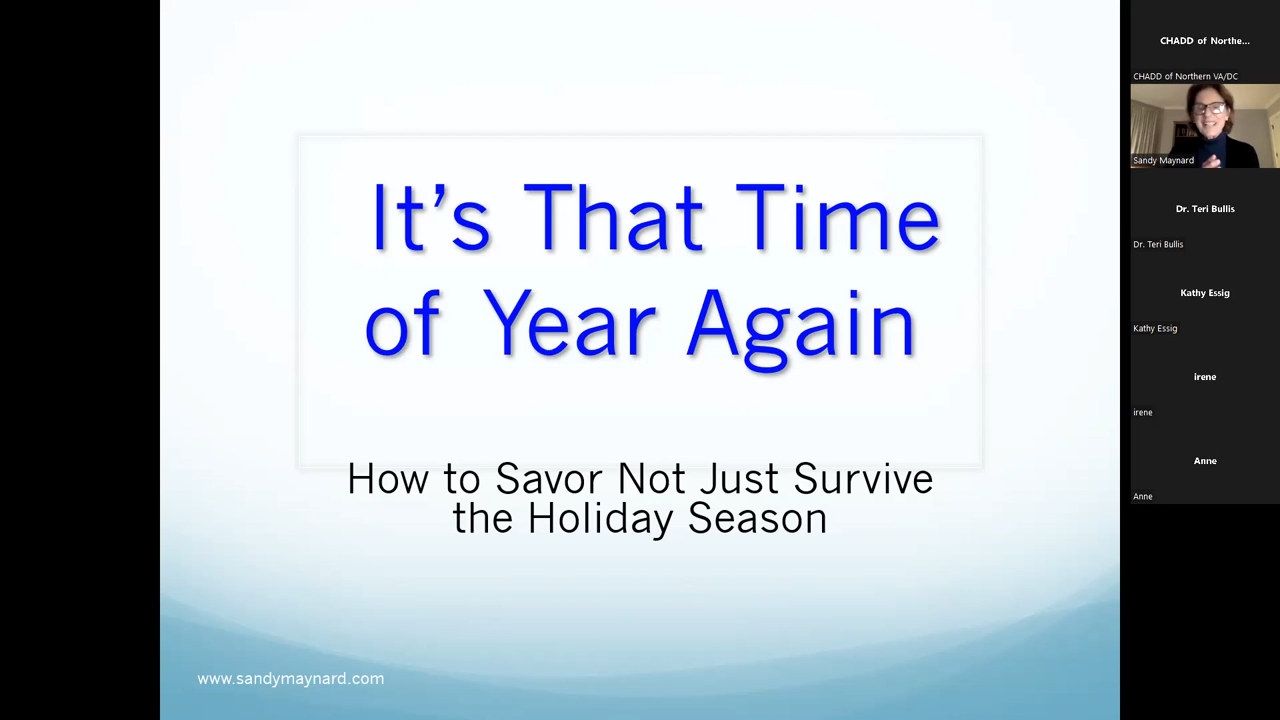 It's That Time
of Year Again
How to Savor Not Just Survive
the Holiday Season
www.sandymaynard.com
CHADD of Northe...
CHADD of Northern VA/DC
Sandy Maynard
Dr. Teri Bullis
Dr. Teri Bullis
Kathy Essig
Kathy Essig
irene
irene
Anne
Anne